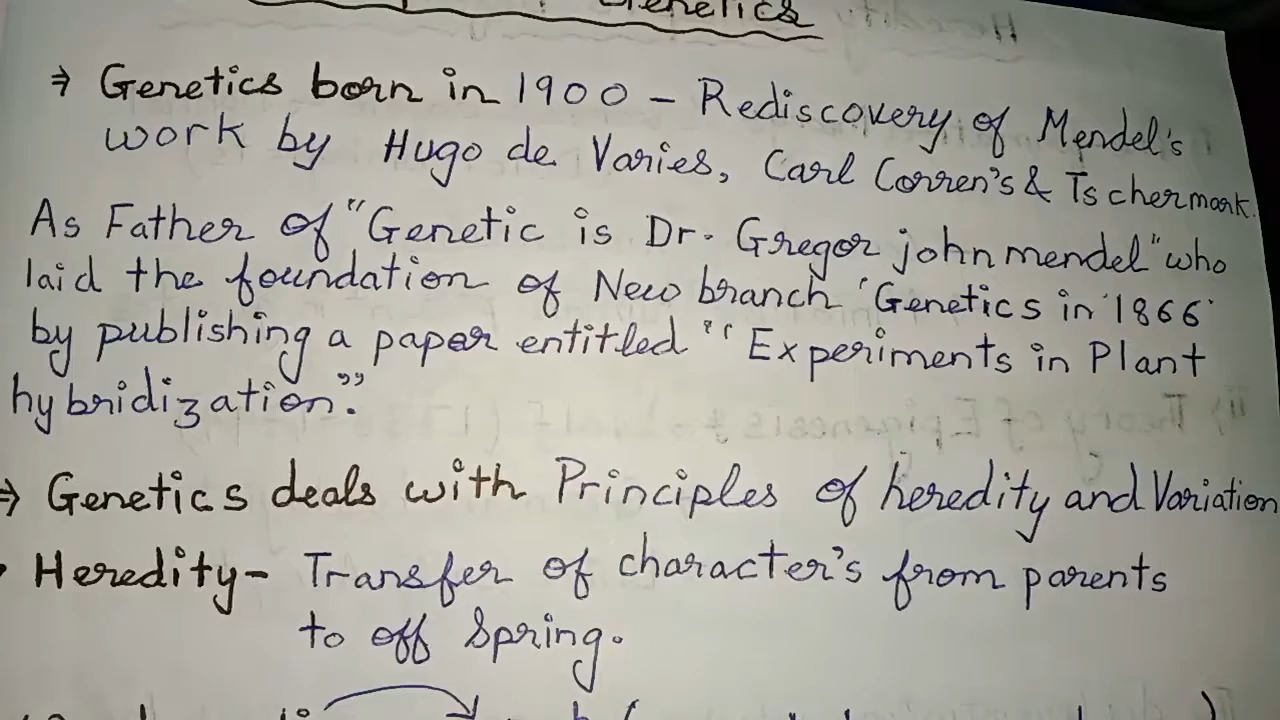 Genetics
⇒ Genetics born in 1900 - Rediscovery of Mendel's
work by Hugo de Varies, Carl Corren's & Tschermark.
As Father of "Genetic is Dr. Gregor john mendel" who
laid the foundation of New branch 'Genetics in '1866'
by publishing a paper entitled "" Experiments in Plant
hybridization."
⇒ Genetics deals with Principles of heredity and Variation
• Heredity - Transfer of character's from parents
to off Spring.